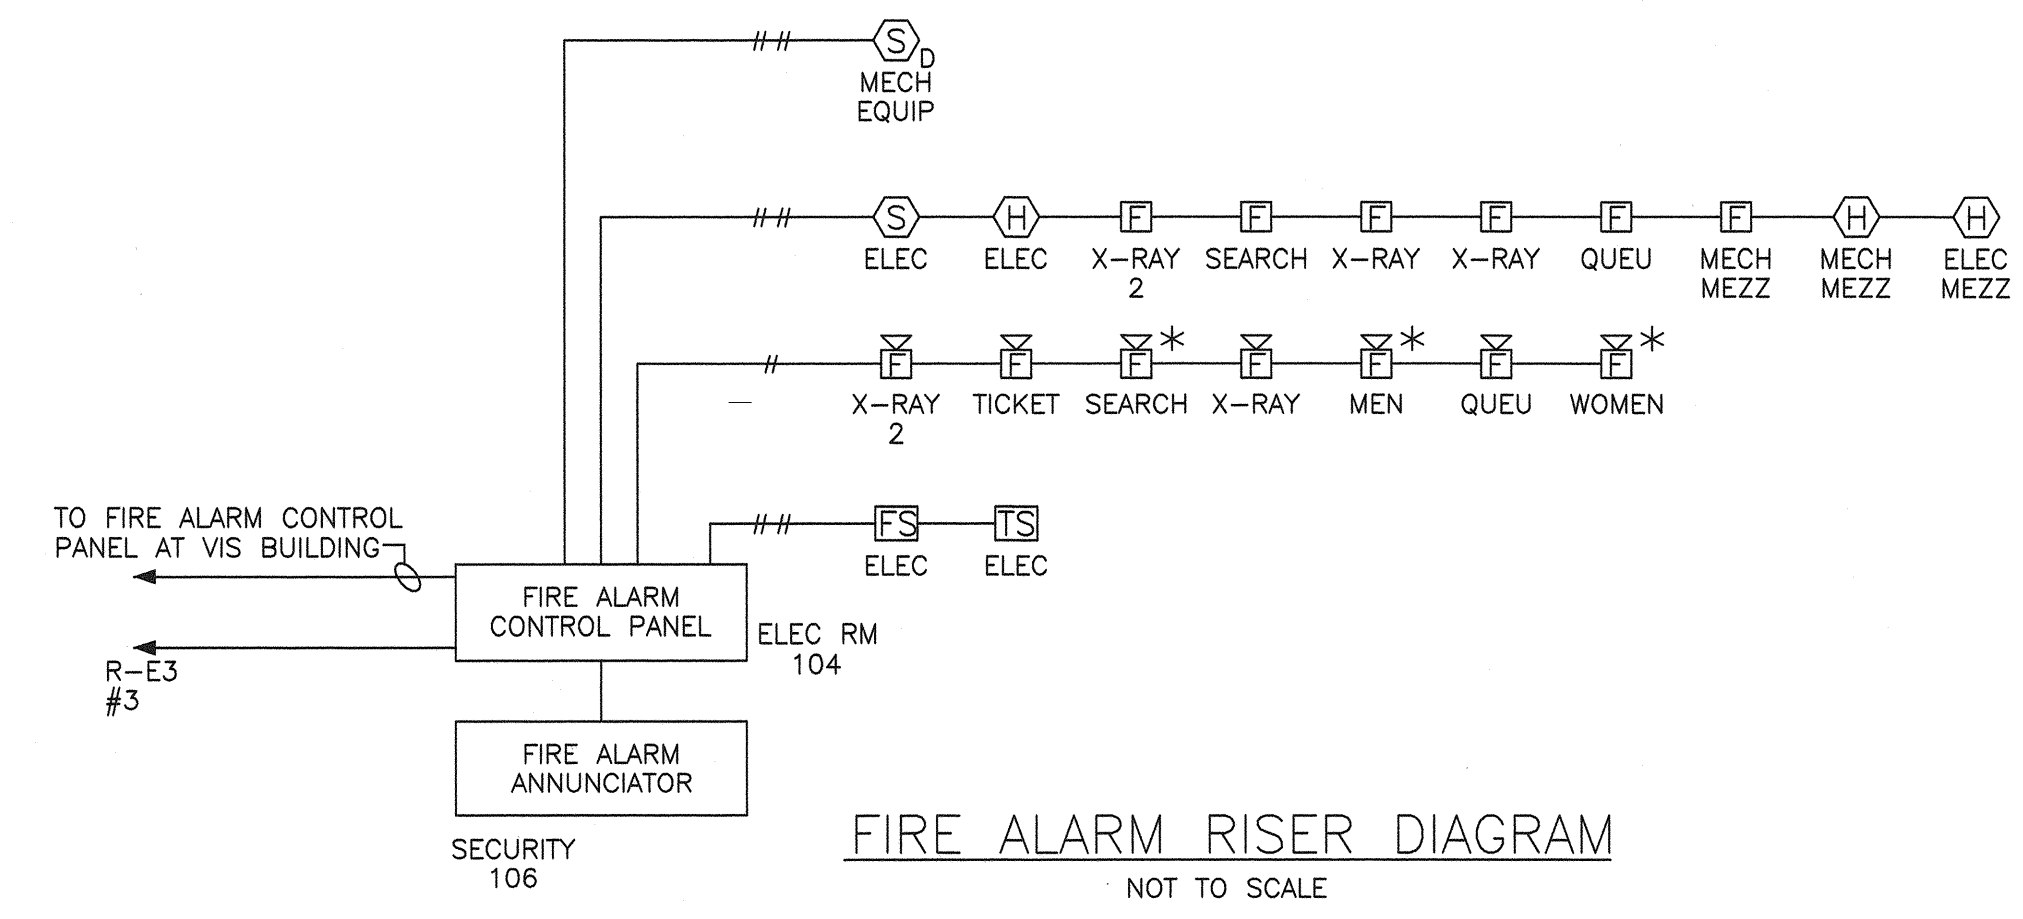 S D
MECH
EQUIP
S H F F F F F F H H
ELEC ELEC X-RAY SEARCH X-RAY X-RAY QUEU MECH MECH ELEC
2 MEZZ MEZZ MEZZ
F F F * F F * F F *
X-RAY TICKET SEARCH X-RAY MEN QUEU WOMEN
2
FS TS
ELEC ELEC
TO FIRE ALARM CONTROL
PANEL AT VIS BUILDING
FIRE ALARM
CONTROL PANEL
ELEC RM
104
R-E3
#3
FIRE ALARM
ANNUNCIATOR
SECURITY
106
FIRE ALARM RISER DIAGRAM
NOT TO SCALE